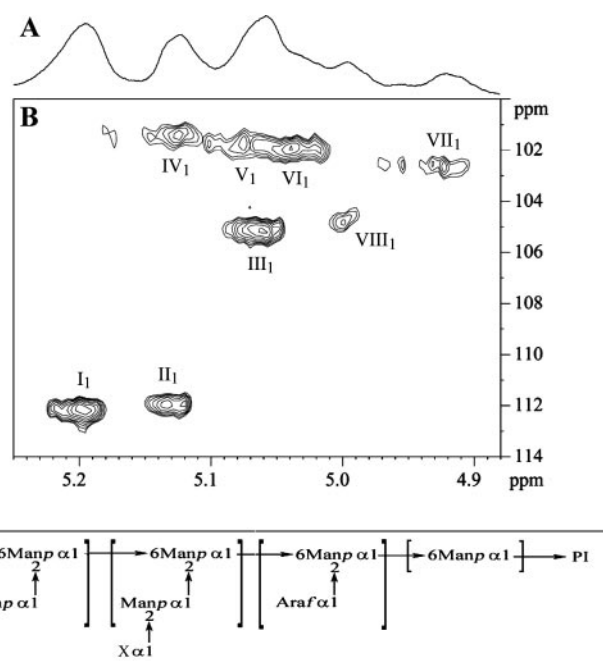 A
B
ppm
IV1
V1
VI1
VII1
102
104
III1
VIII1
106
108
110
I1
II1
112
114
5.2
5.1
5.0
4.9
ppm
6Manp α1 6Manp α1 6Manp α1 6Manp α1 PI
2 2 2
α1 Manp α1 Araf α1
2
X α1